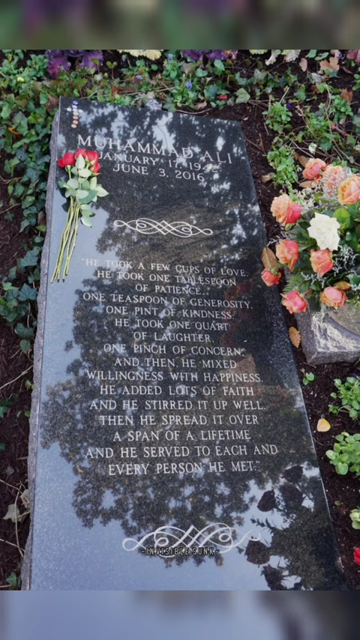 MUHAMMAD ALI
JANUARY 17, 1942
JUNE 3, 2016
"HE TOOK A FEW CUPS OF LOVE.
HE TOOK ONE TABLESPOON
OF PATIENCE,
ONE TEASPOON OF GENEROSITY,
ONE PINT OF KINDNESS.
HE TOOK ONE QUART
OF LAUGHTER,
ONE PINCH OF CONCERN.
AND THEN, HE MIXED
WILLINGNESS WITH HAPPINESS.
HE ADDED LOTS OF FAITH
AND HE STIRRED IT UP WELL.
THEN HE SPREAD IT OVER
A SPAN OF A LIFETIME
AND HE SERVED TO EACH AND
EVERY PERSON HE MET."